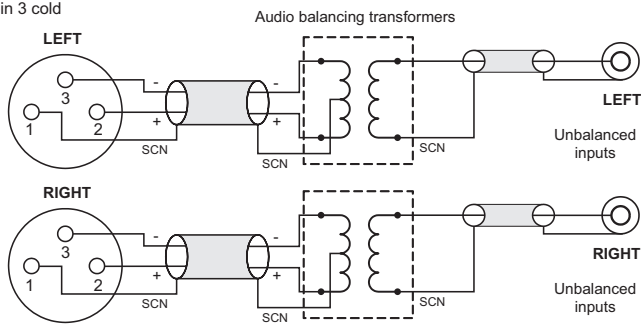 in 3 cold
Audio balancing transformers
LEFT
3
1
2
-
+
SCN
-
+
SCN
SCN
LEFT
Unbalanced
inputs
RIGHT
3
1
2
-
+
SCN
-
+
SCN
SCN
RIGHT
Unbalanced
inputs